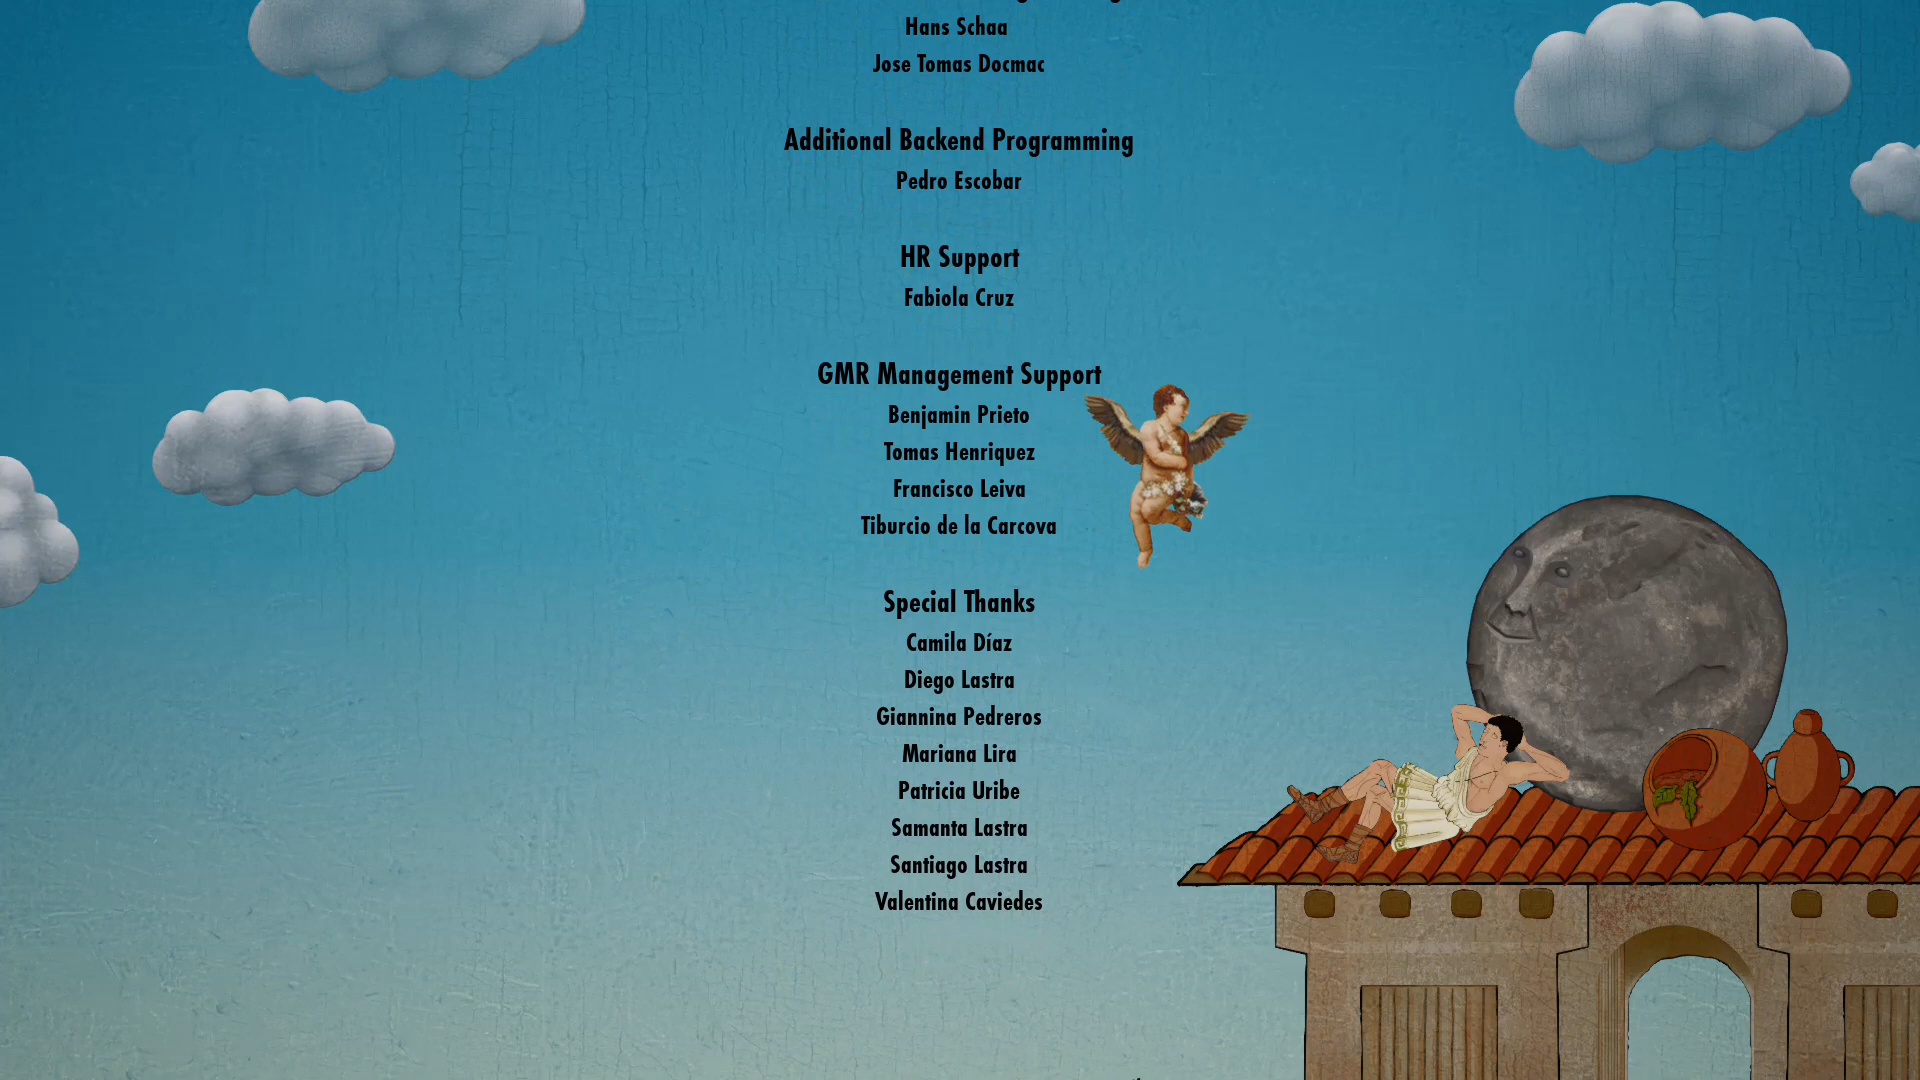 Hans Schaa
Jose Tomas Docmac
Additional Backend Programming
Pedro Escobar
HR Support
Fabiola Cruz
GMR Management Support
Benjamin Prieto
Tomas Henriquez
Francisco Leiva
Tiburcio de la Carcova
Special Thanks
Camila Díaz
Diego Lastra
Giannina Pedreros
Mariana Lira
Patricia Uribe
Samanta Lastra
Santiago Lastra
Valentina Caviedes